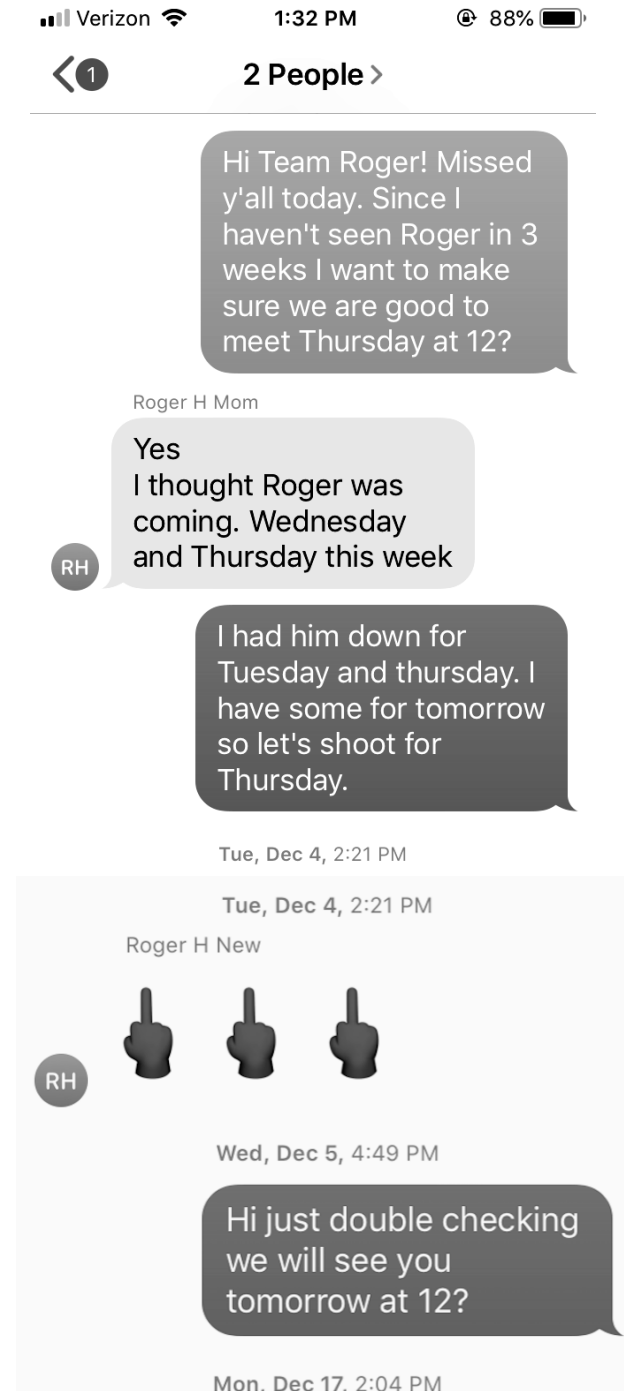 Verizon 1:32 PM 88%
1 2 People
Hi Team Roger! Missed
y'all today. Since I
haven't seen Roger in 3
weeks I want to make
sure we are good to
meet Thursday at 12?
Roger H Mom
Yes
I thought Roger was
coming. Wednesday
and Thursday this week
RH
I had him down for
Tuesday and thursday. I
have some for tomorrow
so let's shoot for
Thursday.
Tue, Dec 4, 2:21 PM
Tue, Dec 4, 2:21 PM
Roger H New
🖕🏿 🖕🏿 🖕🏿
RH
Wed, Dec 5, 4:49 PM
Hi just double checking
we will see you
tomorrow at 12?
Mon, Dec 17, 2:04 PM